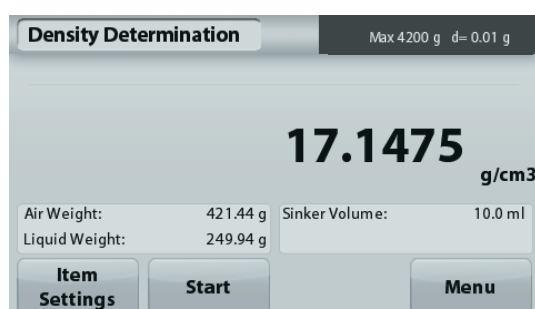 Density Determination
Max 4200 g d= 0.01 g
17.1475
g/cm3
Air Weight: 421.44 g
Liquid Weight: 249.94 g
Sinker Volume: 10.0 ml
Item
Settings
Start
Menu